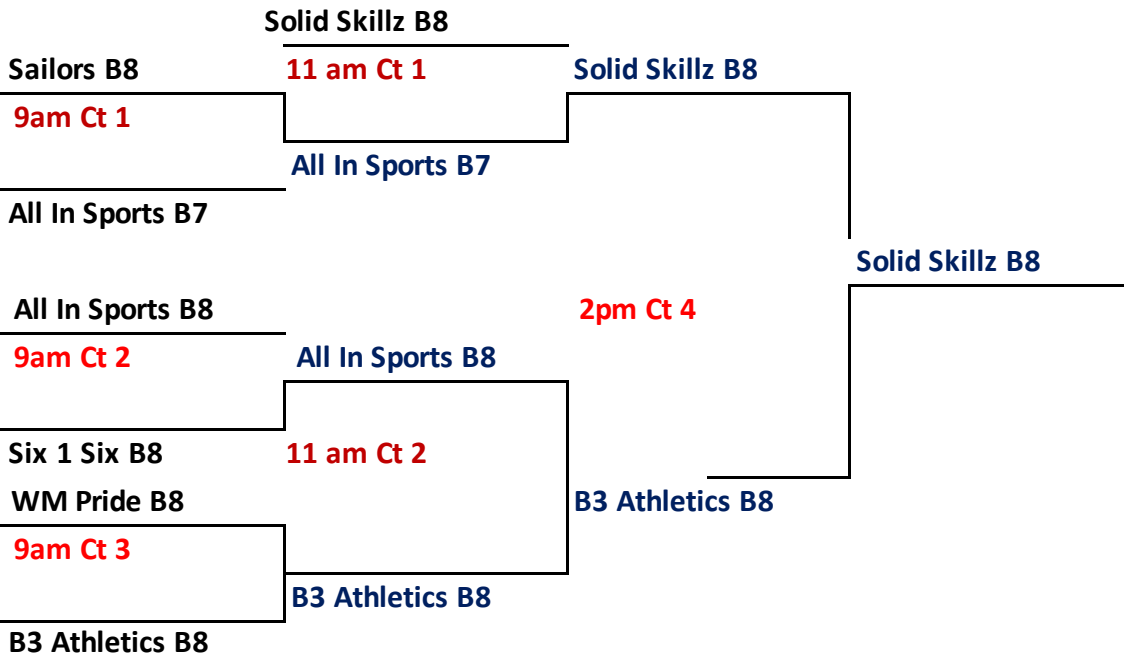 Solid Skillz B8
Sailors B8
11 am Ct 1
Solid Skillz B8
9am Ct 1
All In Sports B7
All In Sports B7
Solid Skillz B8
All In Sports B8
2pm Ct 4
9am Ct 2
All In Sports B8
Six 1 Six B8
11 am Ct 2
WM Pride B8
B3 Athletics B8
9am Ct 3
B3 Athletics B8
B3 Athletics B8